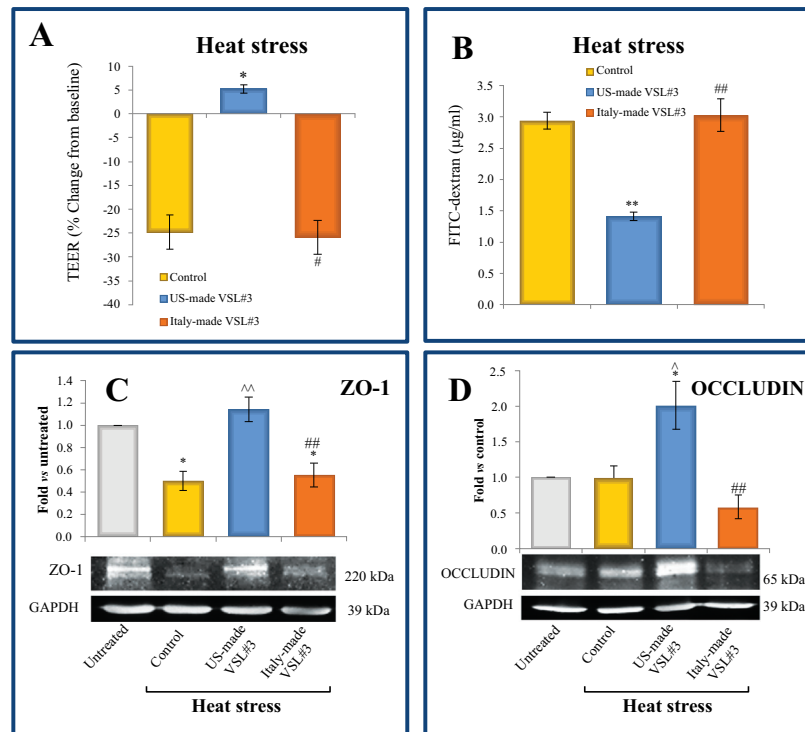 A
Heat stress
TEER (% Change from baseline)
10
5
0
-5
-10
-15
-20
-25
-30
-35
-40
*
#
Control
US-made VSL#3
Italy-made VSL#3
B
Heat stress
Control
US-made VSL#3
Italy-made VSL#3
FITC-dextran (µg/ml)
3.5
3.0
2.5
2.0
1.5
1.0
0.5
0.0
**
##
C
ZO-1
Fold vs untreated
1.4
1.2
1.0
0.8
0.6
0.4
0.2
0.0
*
^^
##
*
ZO-1
220 kDa
GAPDH
39 kDa
Untreated
Control
US-made
VSL#3
Italy-made
VSL#3
Heat stress
D
OCCLUDIN
Fold vs control
2.5
2.0
1.5
1.0
0.5
0.0
^
*
##
OCCLUDIN
65 kDa
GAPDH
39 kDa
Untreated
Control
US-made
VSL#3
Italy-made
VSL#3
Heat stress